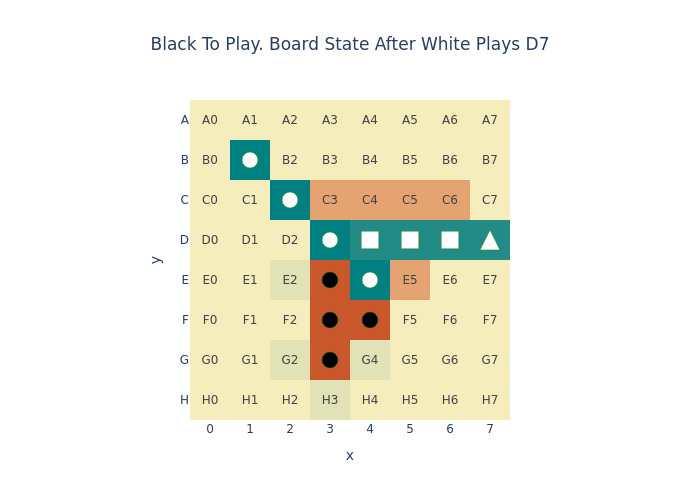 Black To Play. Board State After White Plays D7
A A0 A1 A2 A3 A4 A5 A6 A7
B B0 B2 B3 B4 B5 B6 B7
C C0 C1 C3 C4 C5 C6 C7
D D0 D1 D2
y
E E0 E1 E2 E5 E6 E7
F F0 F1 F2 F5 F6 F7
G G0 G1 G2 G4 G5 G6 G7
H H0 H1 H2 H3 H4 H5 H6 H7
0 1 2 3 4 5 6 7
x